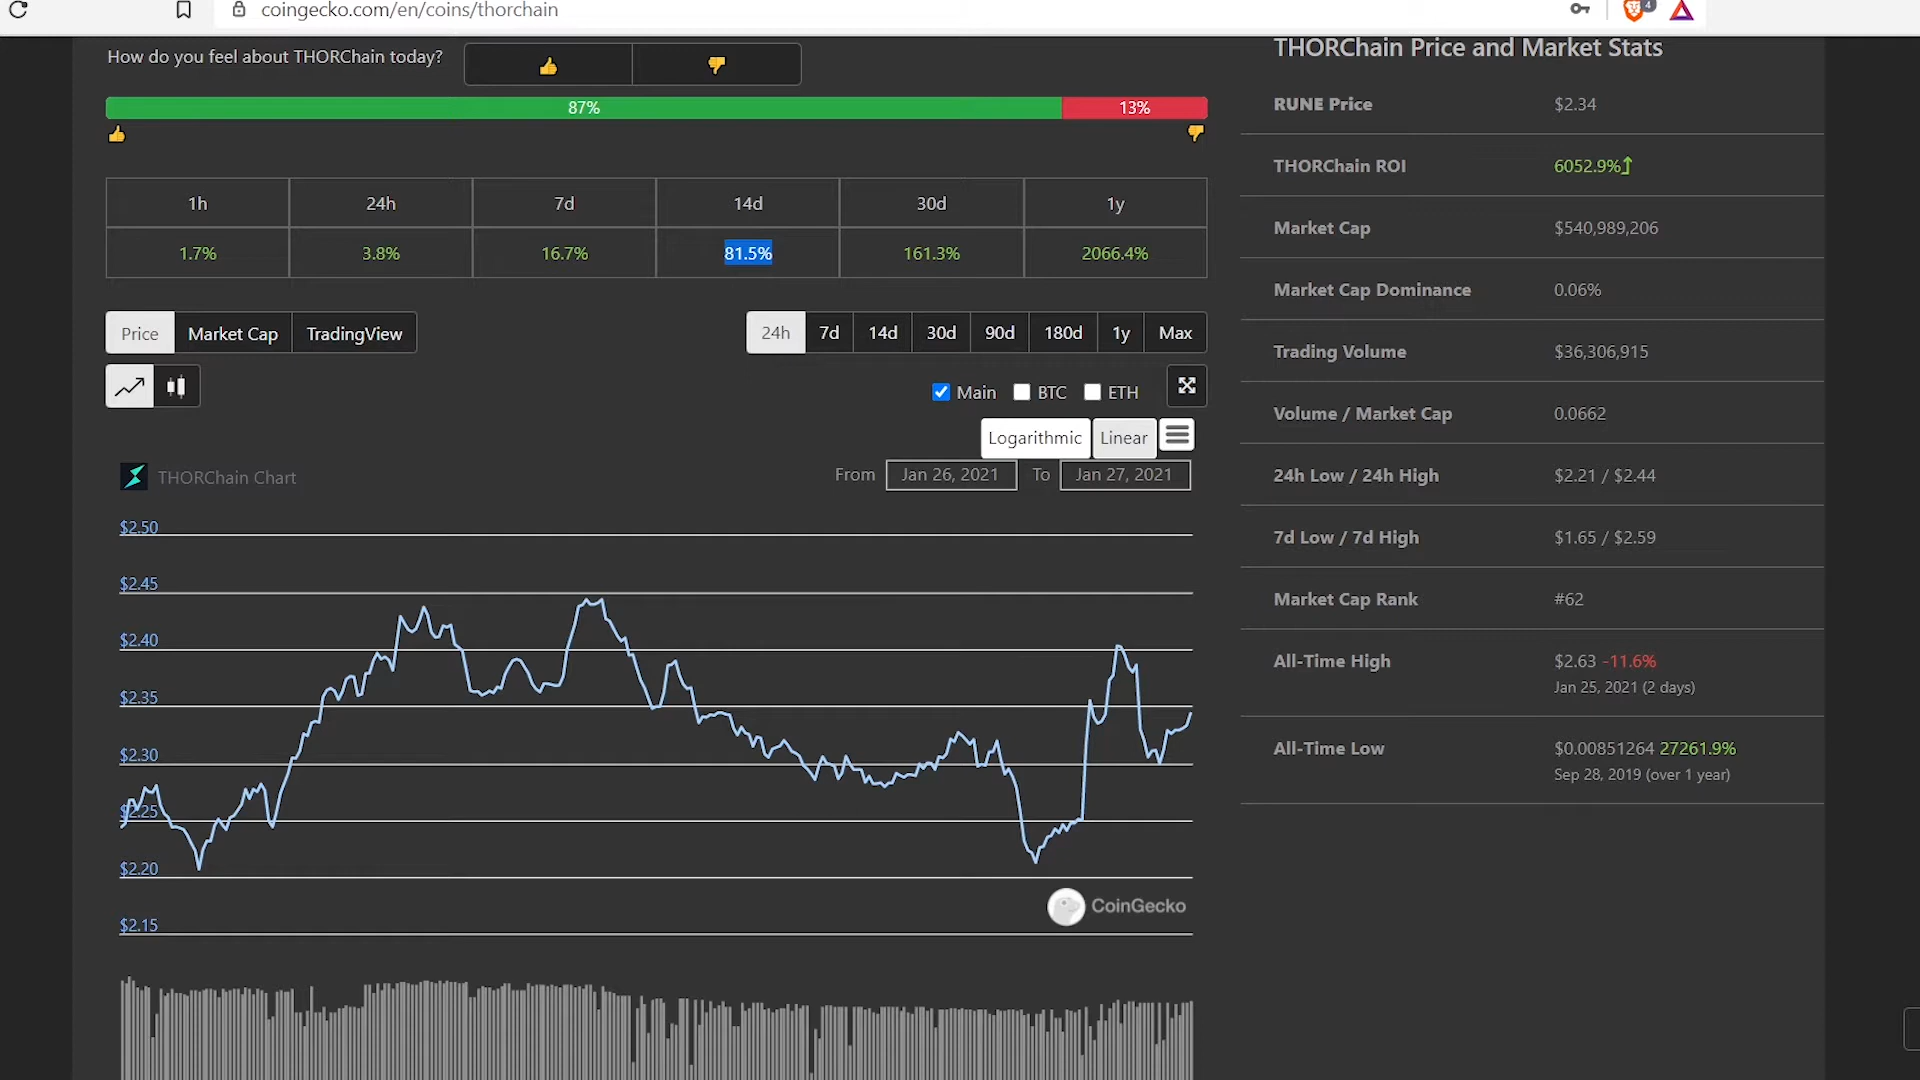 coingecko.com/en/coins/thorchain
4
How do you feel about THORChain today?
87%
13%
1h 24h 7d 14d 30d 1y
1.7% 3.8% 16.7% 81.5% 161.3% 2066.4%
Price Market Cap TradingView
24h 7d 14d 30d 90d 180d 1y Max
Main BTC ETH
Logarithmic Linear
THORChain Chart
From Jan 26, 2021 To Jan 27, 2021
$2.50
$2.45
$2.40
$2.35
$2.30
$2.25
$2.20
$2.15
CoinGecko
THORChain Price and Market Stats
RUNE Price $2.34
THORChain ROI 6052.9%
Market Cap $540,989,206
Market Cap Dominance 0.06%
Trading Volume $36,306,915
Volume / Market Cap 0.0662
24h Low / 24h High $2.21 / $2.44
7d Low / 7d High $1.65 / $2.59
Market Cap Rank #62
All-Time High $2.63 -11.6%
Jan 25, 2021 (2 days)
All-Time Low $0.00851264 27261.9%
Sep 28, 2019 (over 1 year)